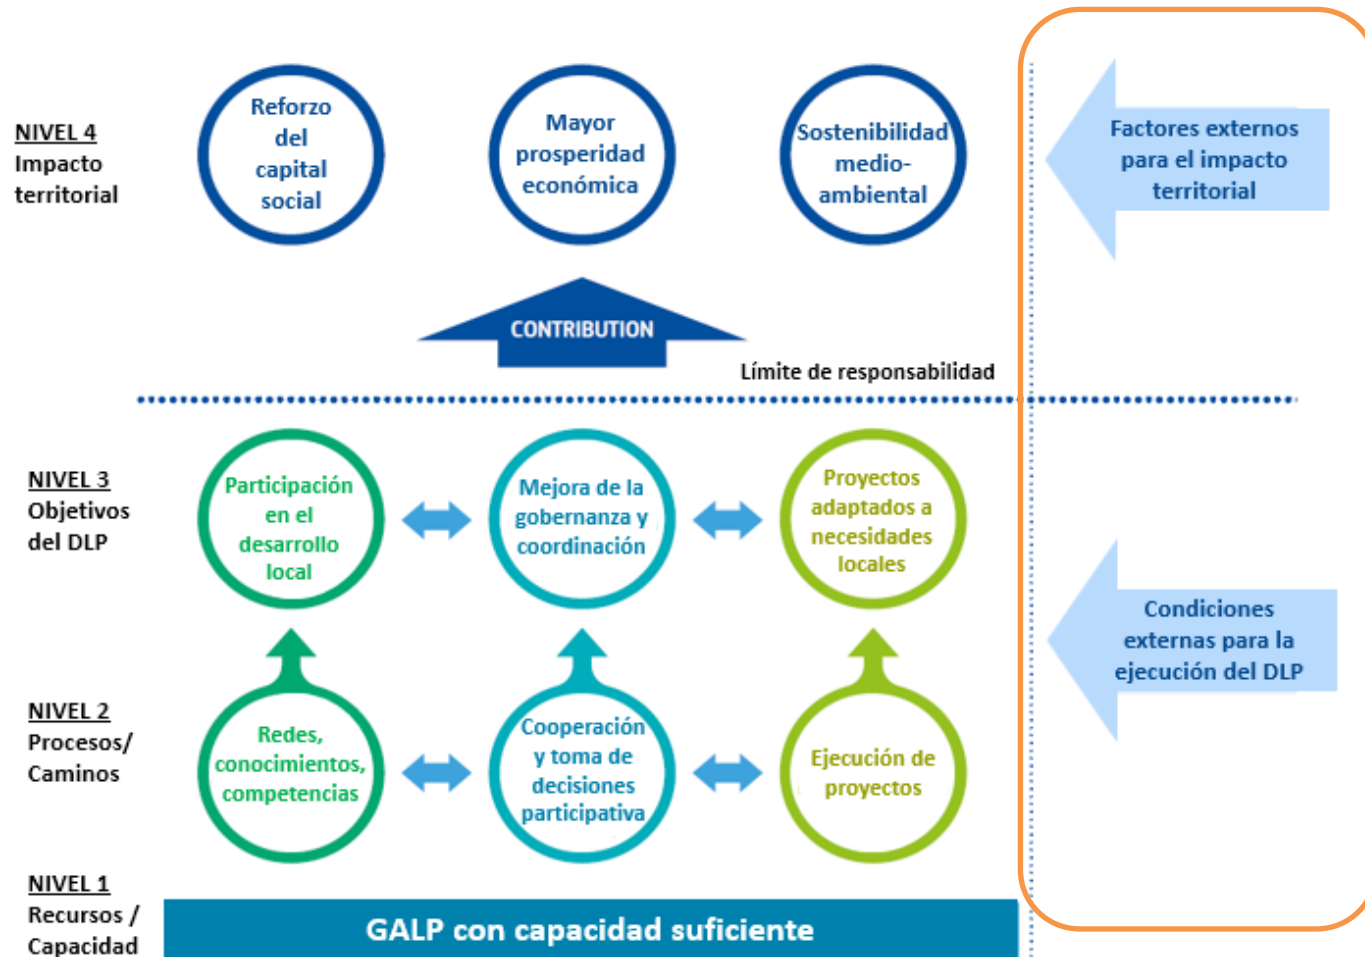 NIVEL 4
Impacto
territorial
Reforzo
del
capital
social
Mayor
prosperidad
económica
Sostenibilidad
medio-
ambiental
Factores externos
para el impacto
territorial
CONTRIBUTION
Límite de responsabilidad
NIVEL 3
Objetivos
del DLP
Participación
en el
desarrollo
local
Mejora de la
gobernanza y
coordinación
Proyectos
adaptados a
necesidades
locales
Condiciones
externas para la
ejecución del DLP
NIVEL 2
Procesos/
Caminos
Redes,
conocimientos,
competencias
Cooperación
y toma de
decisiones
participativa
Ejecución de
proyectos
NIVEL 1
Recursos /
Capacidad
GALP con capacidad suficiente